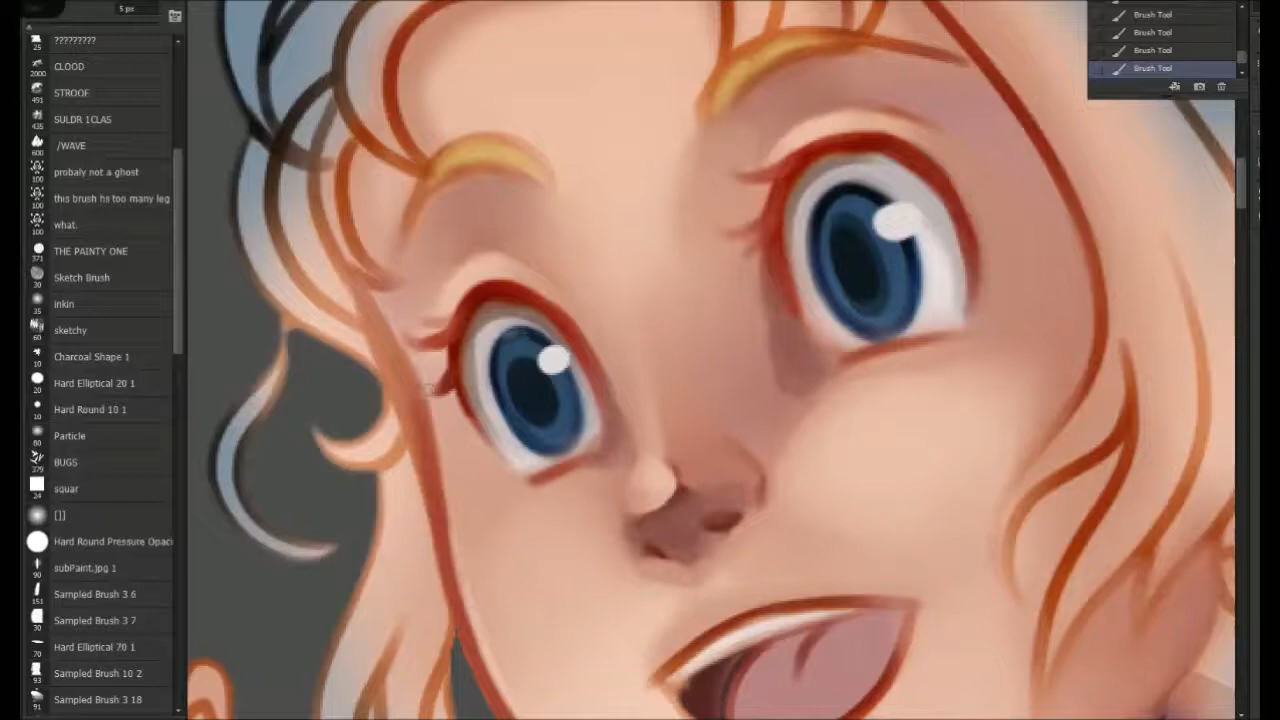 5 px
?????????
25
CLOOD
2000
STROOF
491
SULDR 1CLAS
435
/WAVE
600
probaly not a ghost
100
this brush hs too many leg
100
what.
100
THE PAINTY ONE
371
Sketch Brush
30
inkin
35
sketchy
60
Charcoal Shape 1
10
Hard Elliptical 20 1
20
Hard Round 10 1
10
Particle
60
BUGS
379
squar
24
[]]
Hard Round Pressure Opaci
subPaint.jpg 1
90
Sampled Brush 3 6
151
Sampled Brush 3 7
30
Hard Elliptical 70 1
70
Sampled Brush 10 2
93
Sampled Brush 3 18
91
Brush Tool
Brush Tool
Brush Tool
Brush Tool